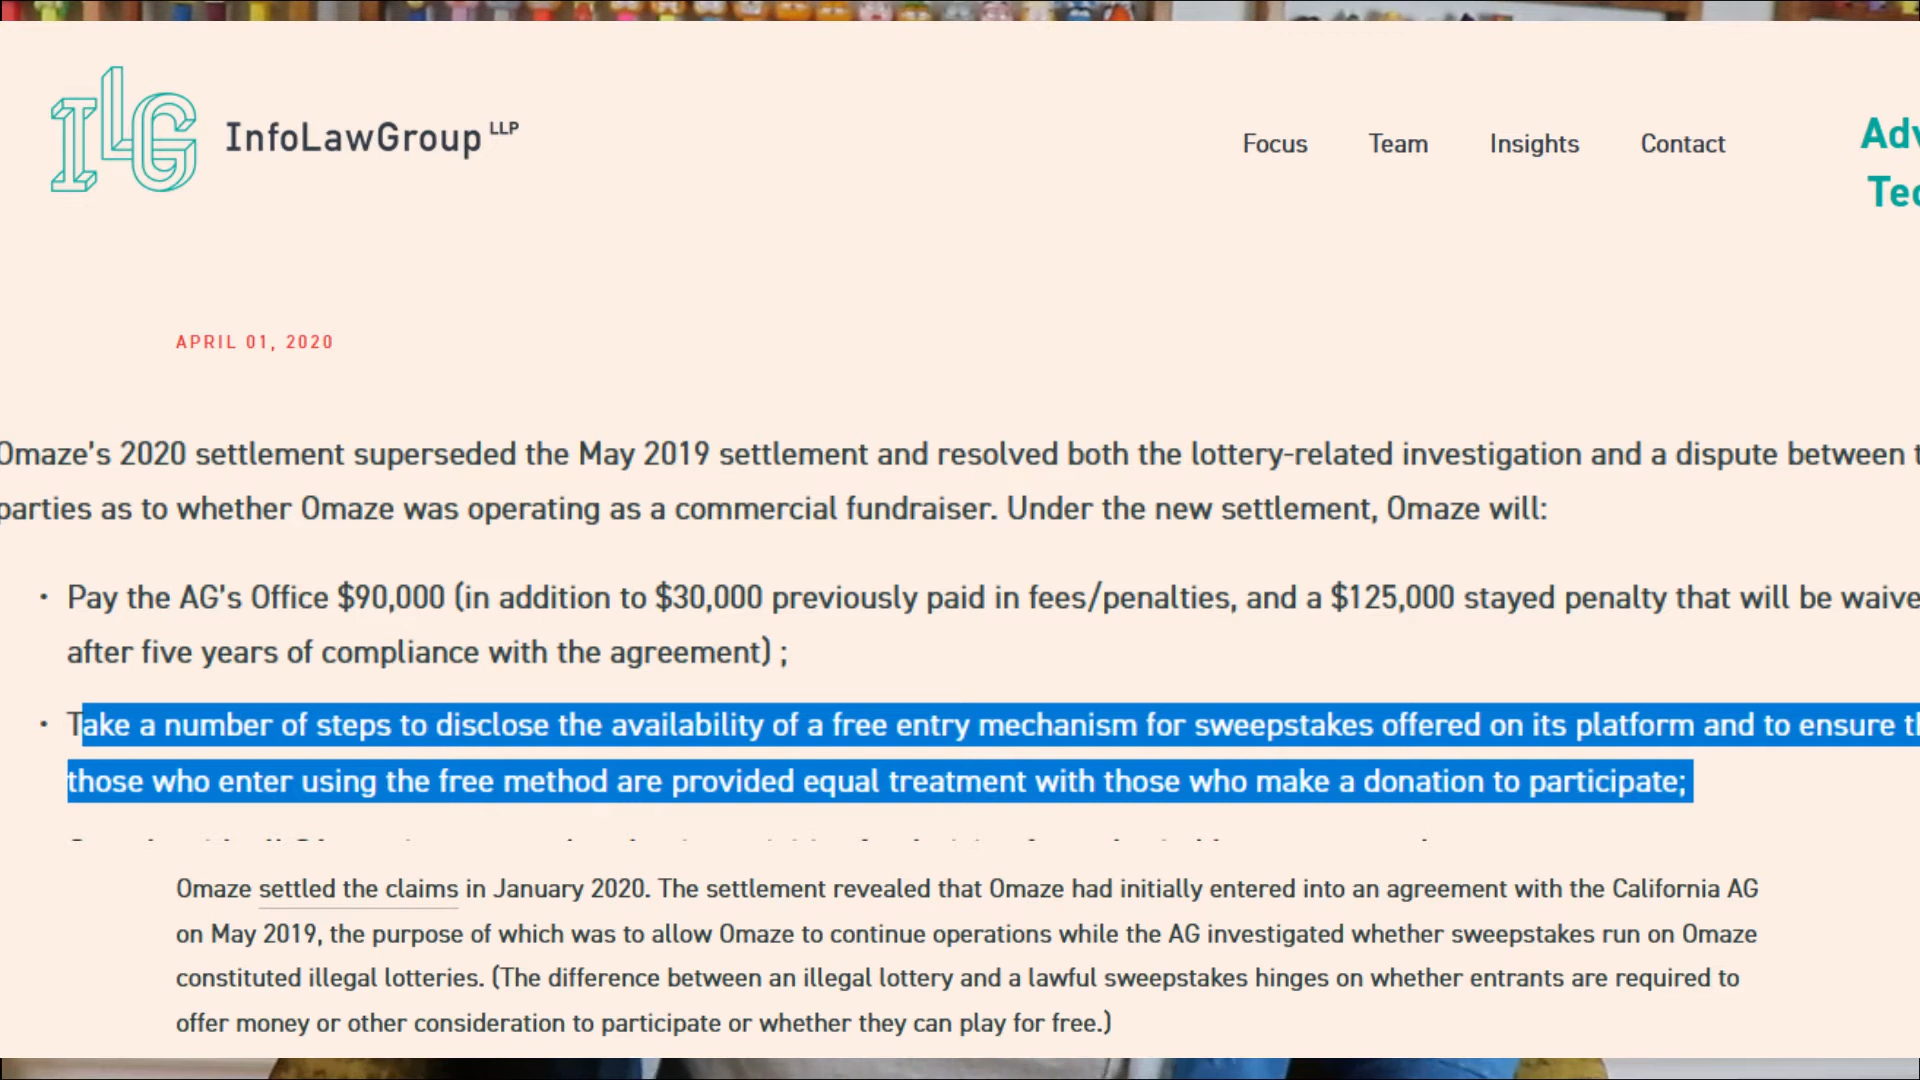 ILG
InfoLawGroup LLP
Focus Team Insights Contact
APRIL 01, 2020
Omaze's 2020 settlement superseded the May 2019 settlement and resolved both the lottery-related investigation and a dispute between
parties as to whether Omaze was operating as a commercial fundraiser. Under the new settlement, Omaze will:
• Pay the AG's Office $90,000 (in addition to $30,000 previously paid in fees/penalties, and a $125,000 stayed penalty that will be
after five years of compliance with the agreement) ;
• Take a number of steps to disclose the availability of a free entry mechanism for sweepstakes offered on its platform and to ensure
those who enter using the free method are provided equal treatment with those who make a donation to participate;
Omaze settled the claims in January 2020. The settlement revealed that Omaze had initially entered into an agreement with the California AG
on May 2019, the purpose of which was to allow Omaze to continue operations while the AG investigated whether sweepstakes run on Omaze
constituted illegal lotteries. (The difference between an illegal lottery and a lawful sweepstakes hinges on whether entrants are required to
offer money or other consideration to participate or whether they can play for free.)